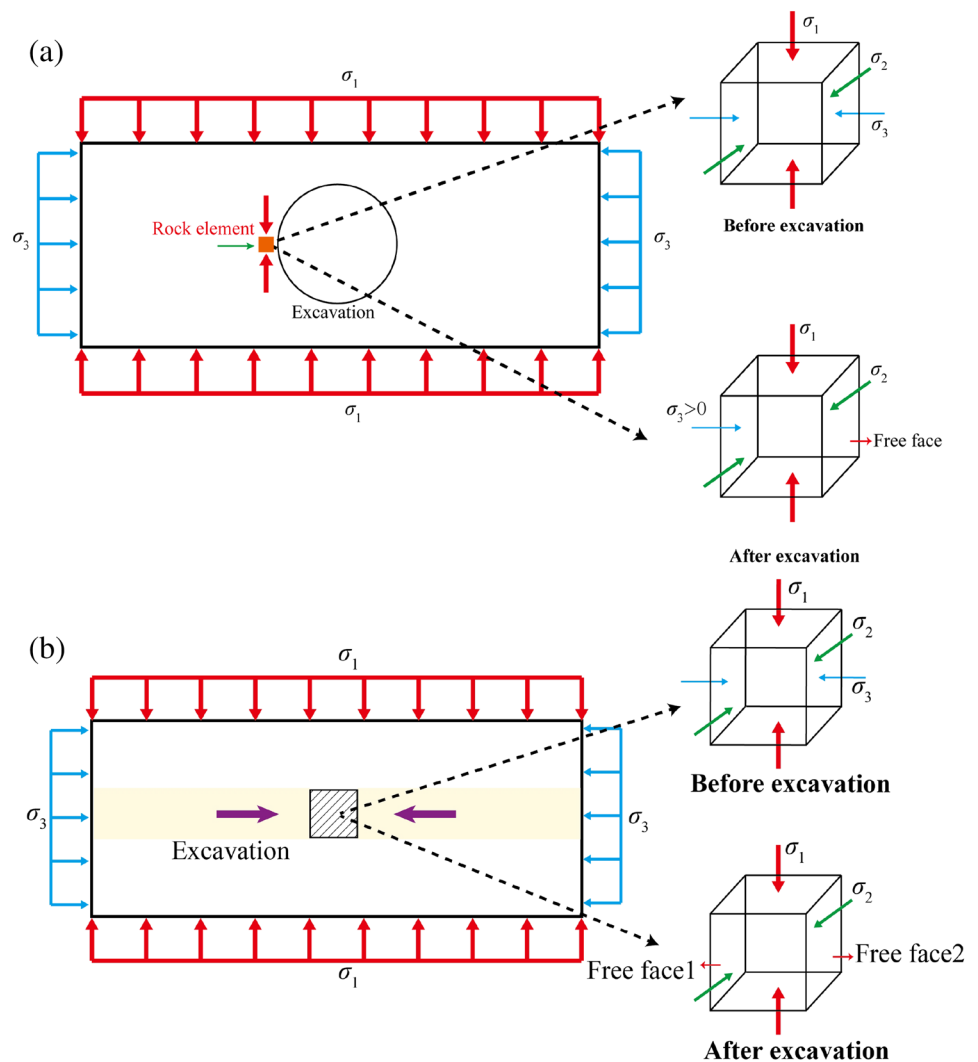 (a)
σ1
σ1
σ2
σ3
Before excavation
Rock element
σ3
σ3
Excavation
σ1
σ1
σ2
σ3>0
Free face
After excavation
(b)
σ1
σ1
σ2
σ3
Before excavation
σ3
σ3
Excavation
σ1
σ1
σ2
Free face1
Free face2
After excavation